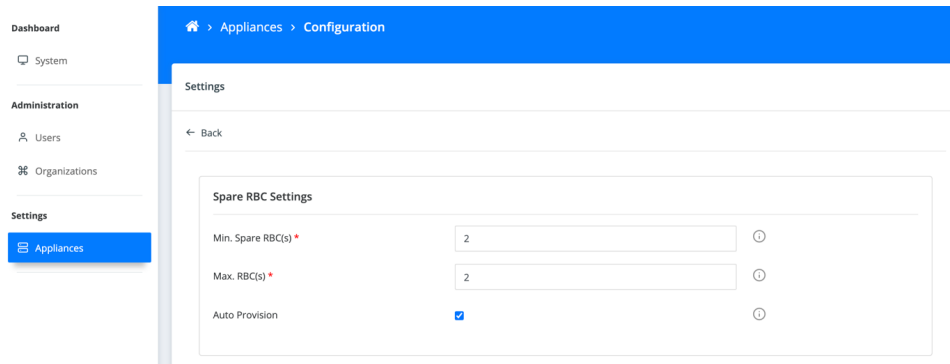 Dashboard
System
Administration
Users
Organizations
Settings
Appliances
> Appliances > Configuration
Settings
← Back
Spare RBC Settings
Min. Spare RBC(s) * 2
Max. RBC(s) * 2
Auto Provision